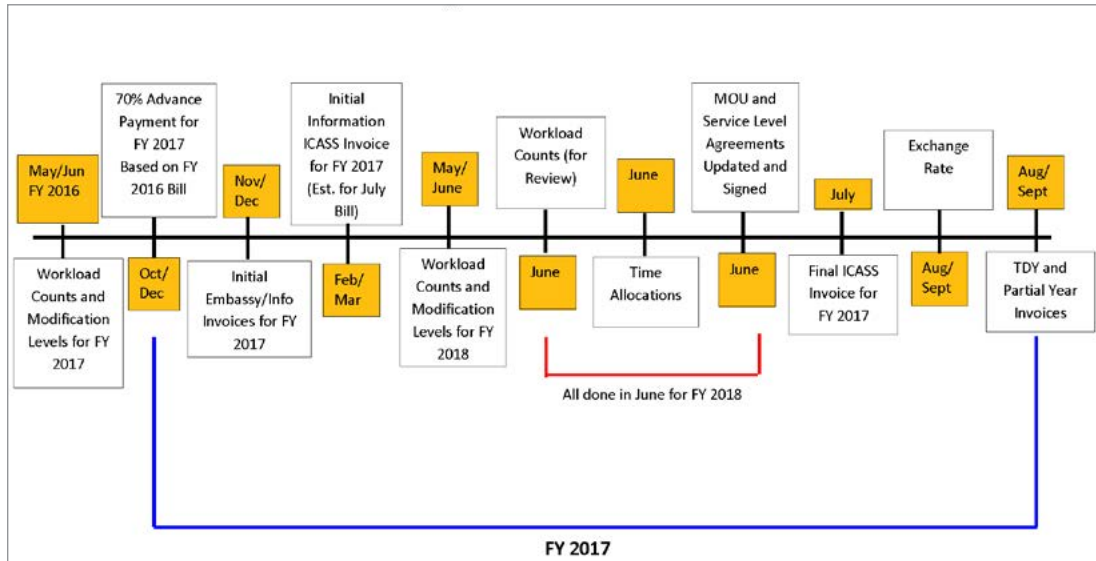 May/Jun
FY 2016
Workload
Counts and
Modification
Levels for FY
2017
70% Advance
Payment for
FY 2017
Based on FY
2016 Bill
Oct/
Dec
Nov/
Dec
Initial
Embassy/Info
Invoices for FY
2017
Initial
Information
ICASS Invoice
for FY 2017
(Est. for July
Bill)
Feb/
Mar
May/
June
Workload
Counts and
Modification
Levels for FY
2018
Workload
Counts (for
Review)
June
June
Time
Allocations
MOU and
Service Level
Agreements
Updated and
Signed
June
July
Final ICASS
Invoice for
FY 2017
Exchange
Rate
Aug/
Sept
Aug/
Sept
TDY and
Partial Year
Invoices
All done in June for FY 2018
FY 2017